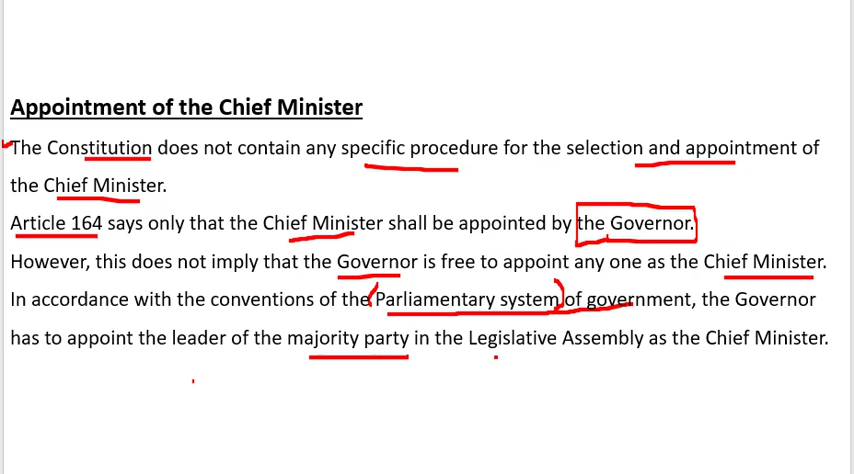 Appointment of the Chief Minister
The Constitution does not contain any specific procedure for the selection and appointment of
the Chief Minister.
Article 164 says only that the Chief Minister shall be appointed by the Governor.
However, this does not imply that the Governor is free to appoint any one as the Chief Minister.
In accordance with the conventions of the Parliamentary system of government, the Governor
has to appoint the leader of the majority party in the Legislative Assembly as the Chief Minister.